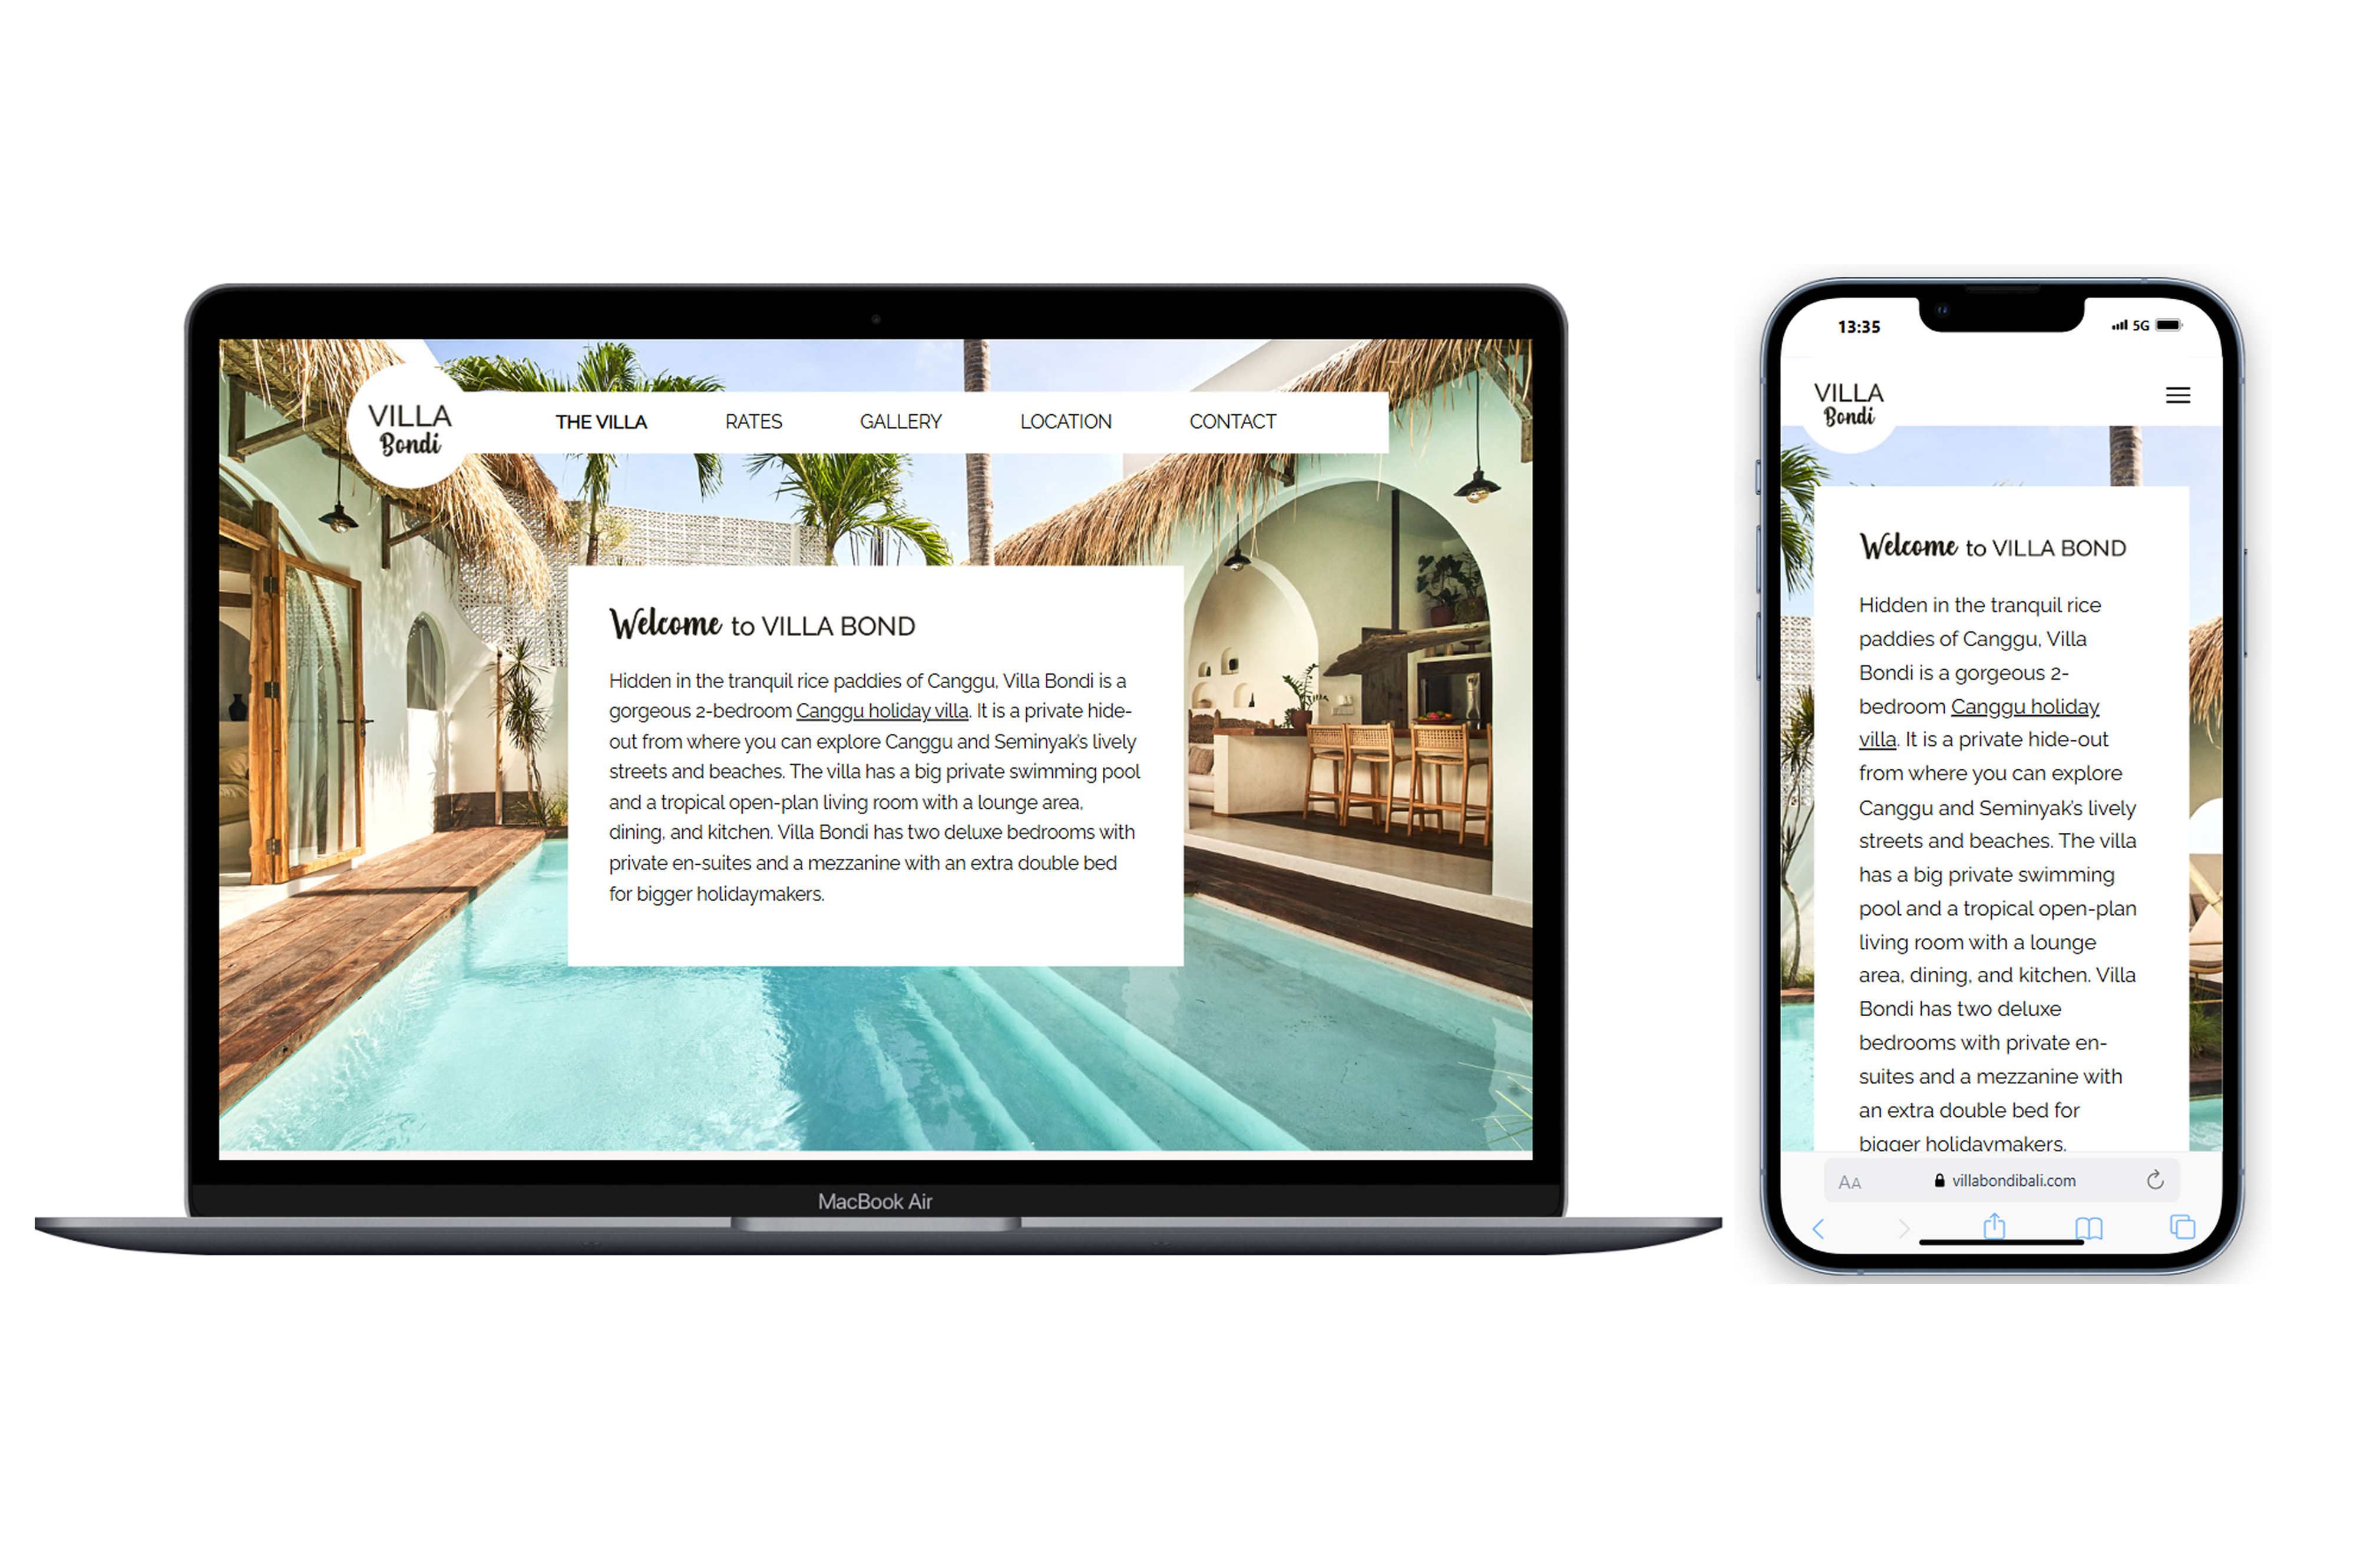 VILLA
Bondi
THE VILLA RATES GALLERY LOCATION CONTACT
Welcome to VILLA BOND
Hidden in the tranquil rice paddies of Canggu, Villa Bondi is a
gorgeous 2-bedroom Canggu holiday villa. It is a private hide-
out from where you can explore Canggu and Seminyak's lively
streets and beaches. The villa has a big private swimming pool
and a tropical open-plan living room with a lounge area,
dining, and kitchen. Villa Bondi has two deluxe bedrooms with
private en-suites and a mezzanine with an extra double bed
for bigger holidaymakers.
MacBook Air
13:35
5G
VILLA
Bondi
Welcome to VILLA BOND
Hidden in the tranquil rice
paddies of Canggu, Villa
Bondi is a gorgeous 2-
bedroom Canggu holiday
villa. It is a private hide-out
from where you can explore
Canggu and Seminyak's lively
streets and beaches. The villa
has a big private swimming
pool and a tropical open-plan
living room with a lounge
area, dining, and kitchen. Villa
Bondi has two deluxe
bedrooms with private en-
suites and a mezzanine with
an extra double bed for
bigger holidaymakers.
AA villabondibali.com